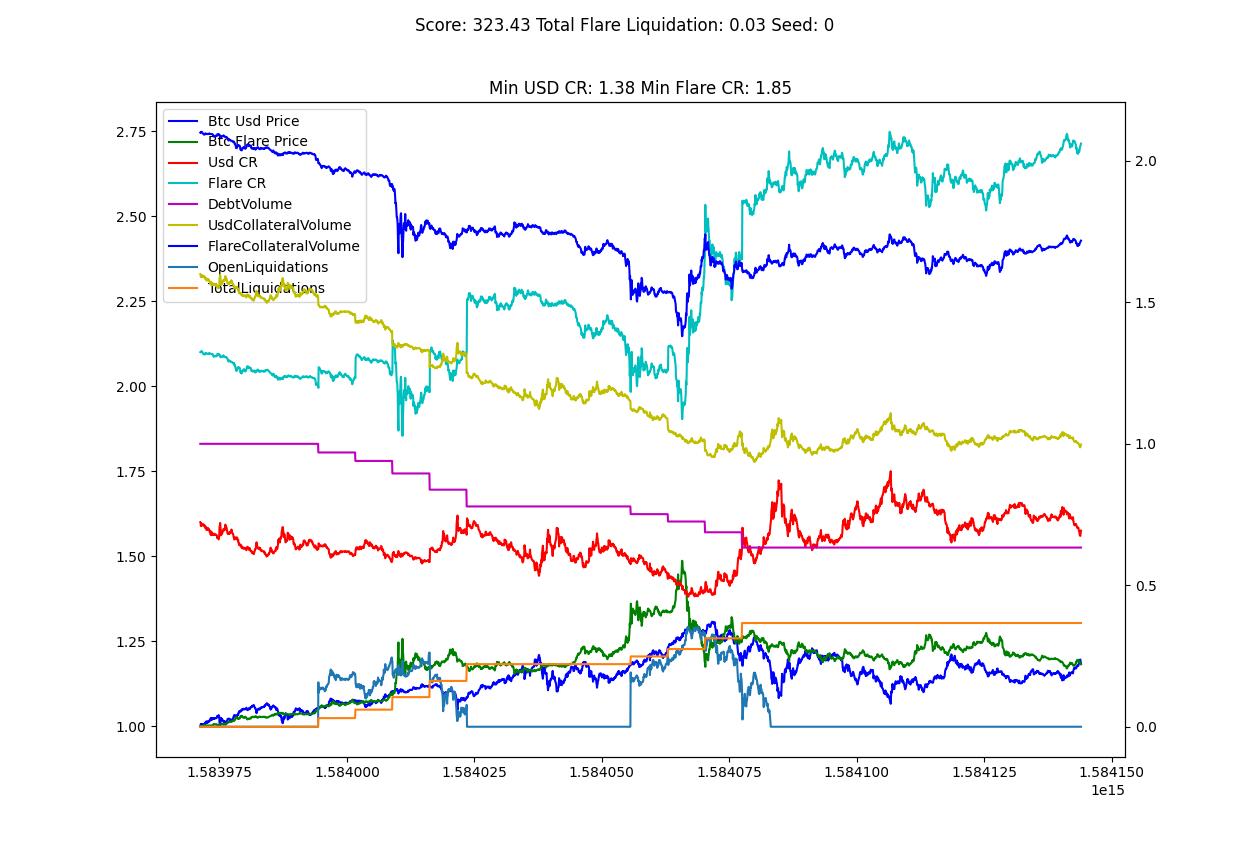 Score: 323.43 Total Flare Liquidation: 0.03 Seed: 0
Min USD CR: 1.38 Min Flare CR: 1.85
Btc Usd Price
Btc Flare Price
Usd CR
Flare CR
DebtVolume
UsdCollateralVolume
FlareCollateralVolume
OpenLiquidations
TotalLiquidations
2.75
2.50
2.25
2.00
1.75
1.50
1.25
1.00
2.0
1.5
1.0
0.5
0.0
1.583975 1.584000 1.584025 1.584050 1.584075 1.584100 1.584125 1.584150
1e15